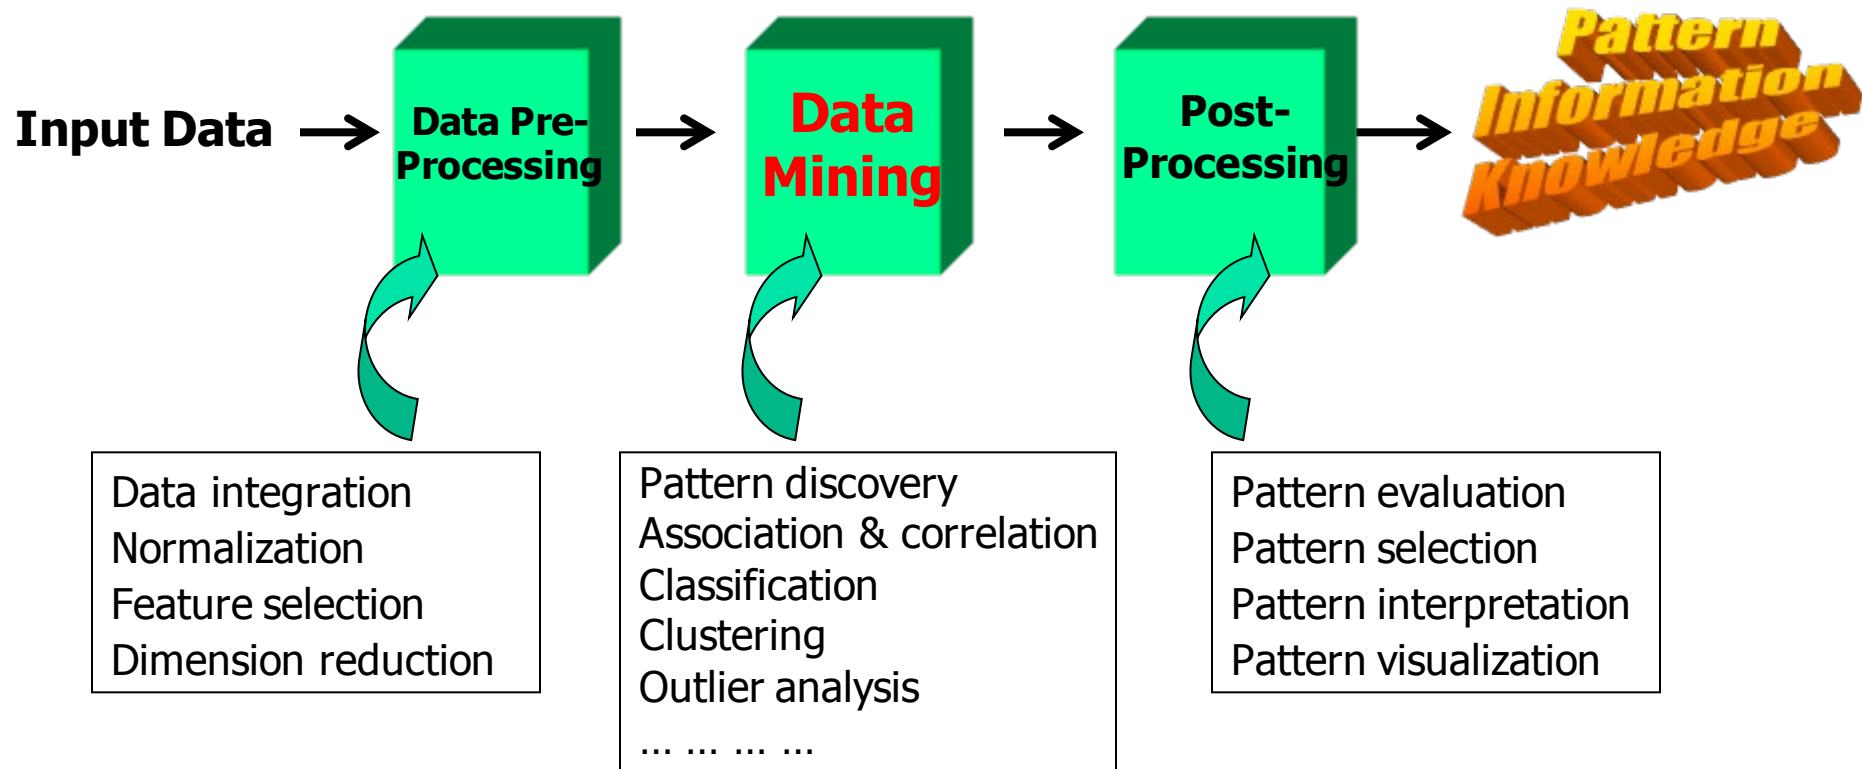 Input Data
Data Pre-
Processing
Data
Mining
Post-
Processing
Pattern
Information
Knowledge
Data integration
Normalization
Feature selection
Dimension reduction
Pattern discovery
Association & correlation
Classification
Clustering
Outlier analysis
… … … …
Pattern evaluation
Pattern selection
Pattern interpretation
Pattern visualization